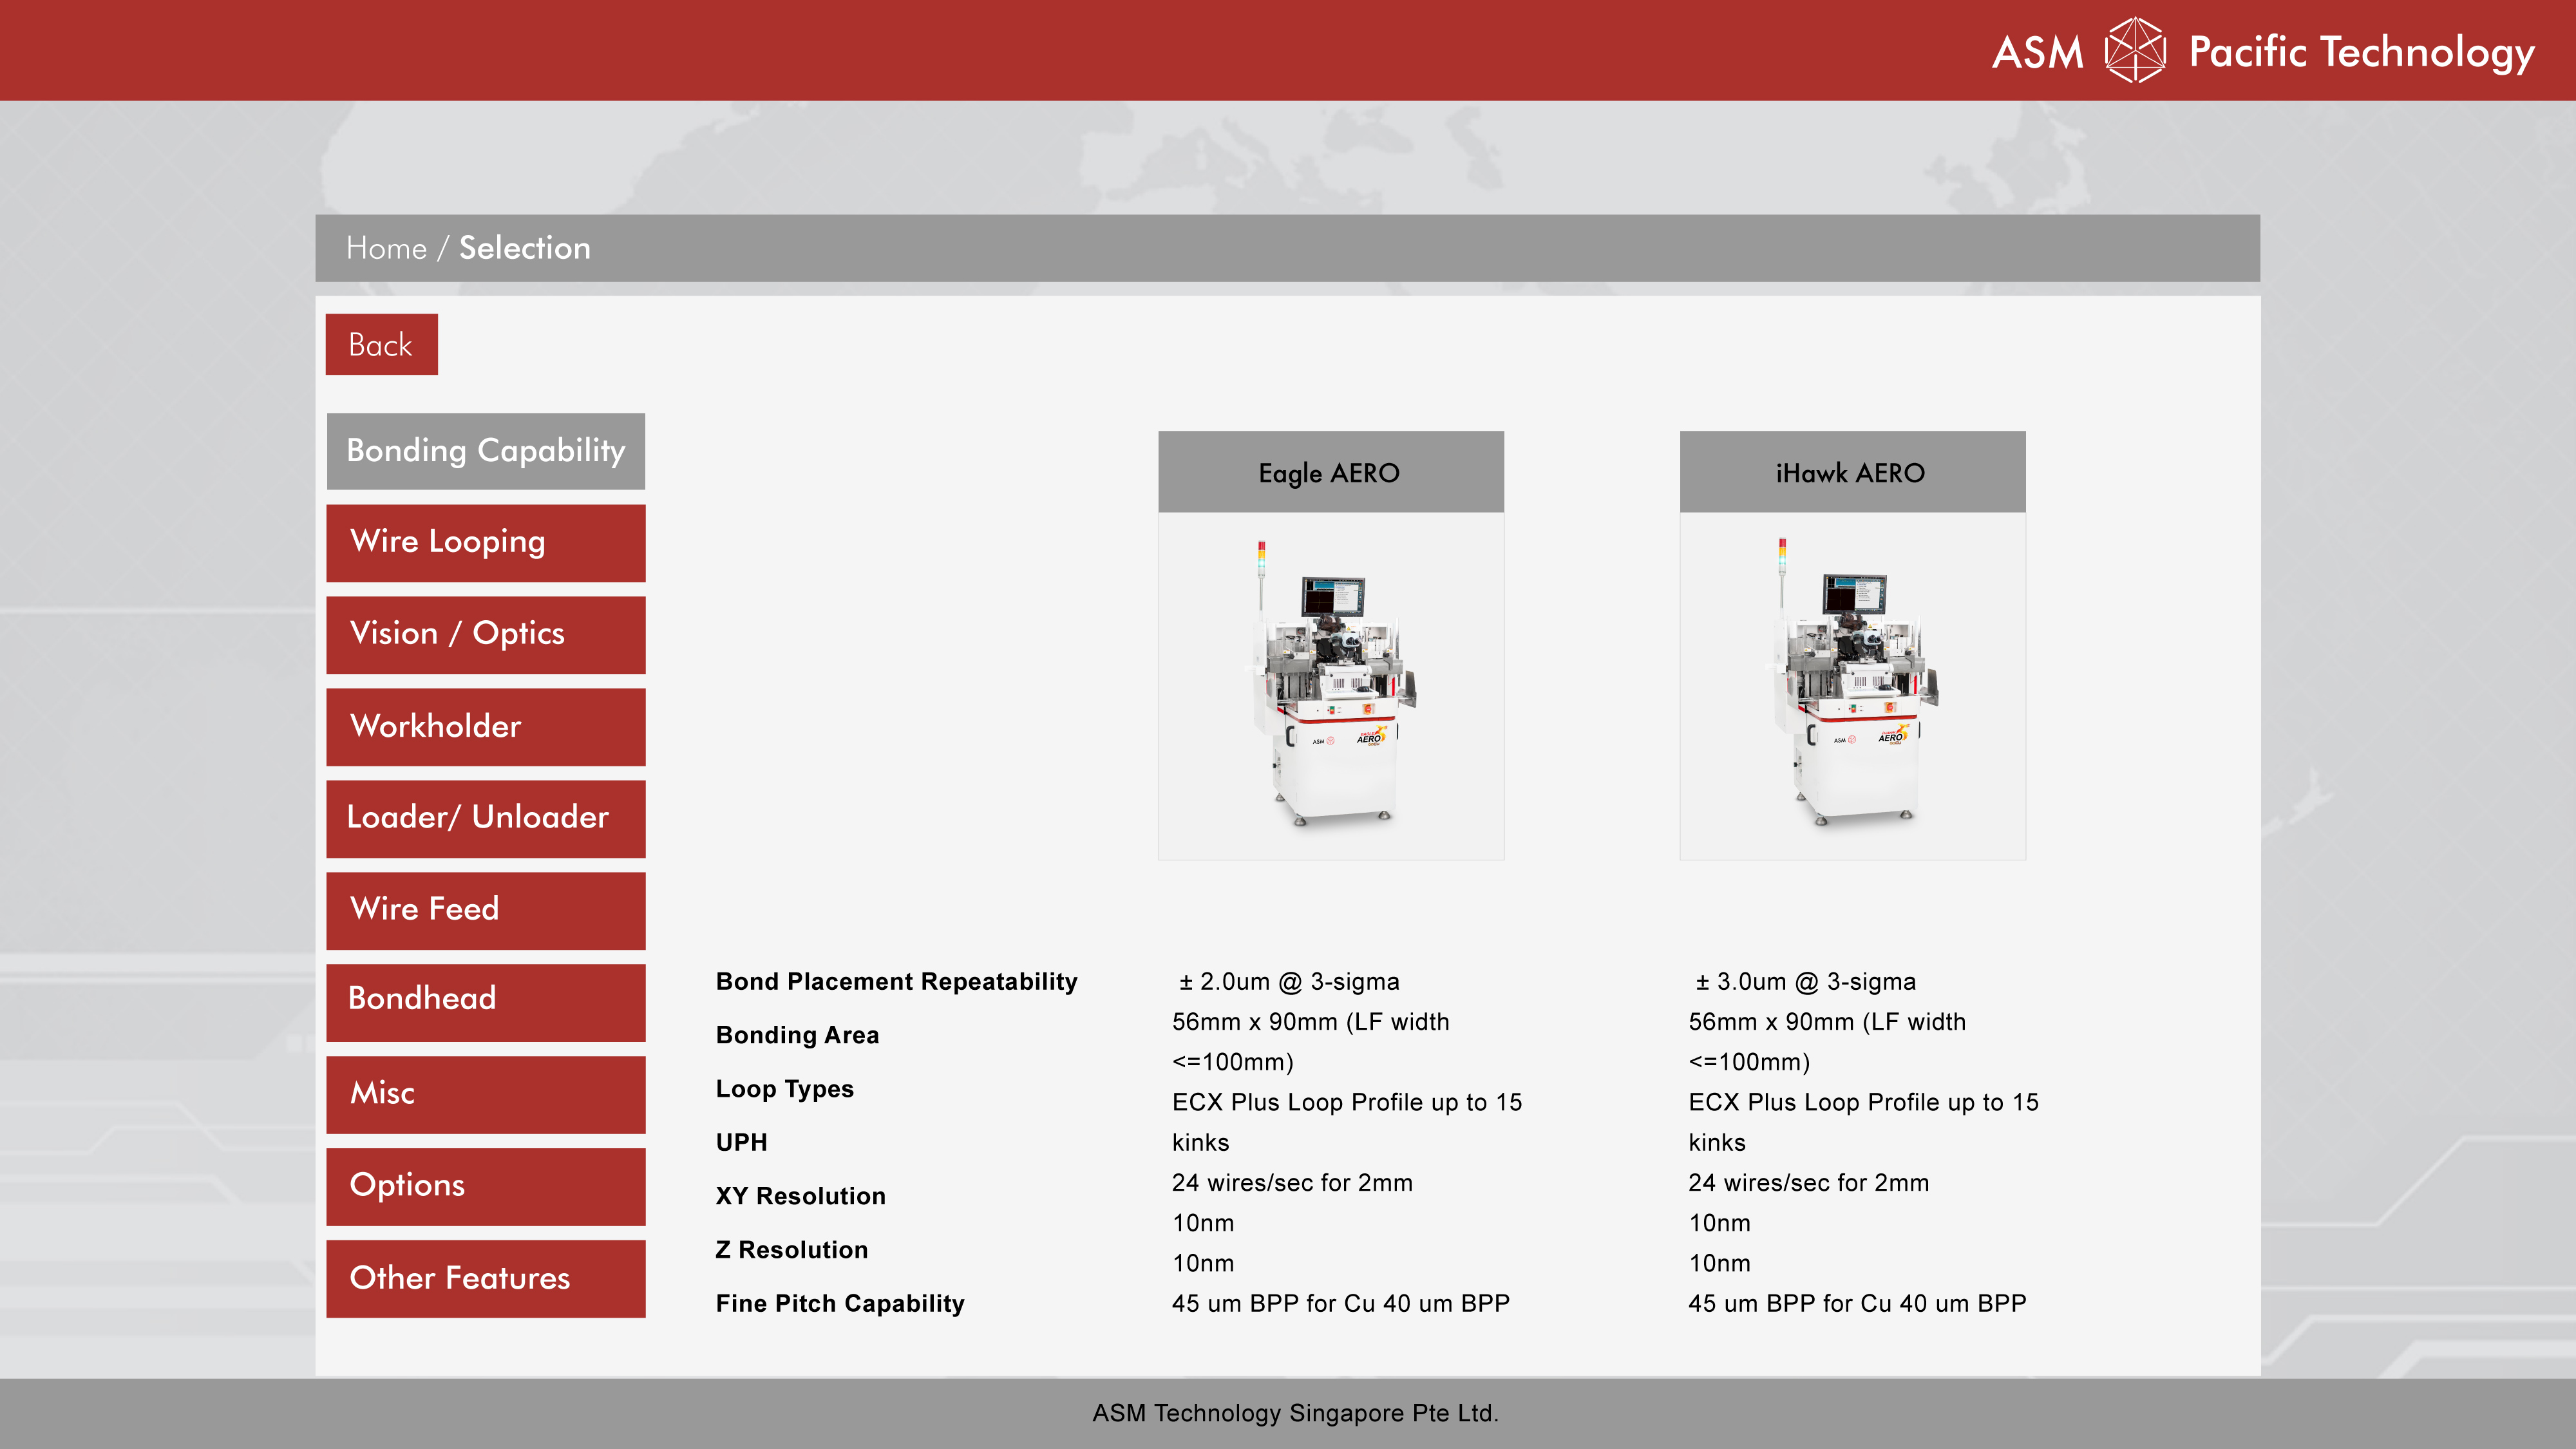 ASM Pacific Technology
Home / Selection
Back
Bonding Capability
Wire Looping
Vision / Optics
Workholder
Loader/ Unloader
Wire Feed
Bondhead
Misc
Options
Other Features
Eagle AERO
iHawk AERO
ASM
AERO
ASM
AERO
Bond Placement Repeatability
Bonding Area
Loop Types
UPH
XY Resolution
Z Resolution
Fine Pitch Capability
± 2.0um @ 3-sigma
56mm x 90mm (LF width
<=100mm)
ECX Plus Loop Profile up to 15
kinks
24 wires/sec for 2mm
10nm
10nm
45 um BPP for Cu 40 um BPP
± 3.0um @ 3-sigma
56mm x 90mm (LF width
<=100mm)
ECX Plus Loop Profile up to 15
kinks
24 wires/sec for 2mm
10nm
10nm
45 um BPP for Cu 40 um BPP
ASM Technology Singapore Pte Ltd.